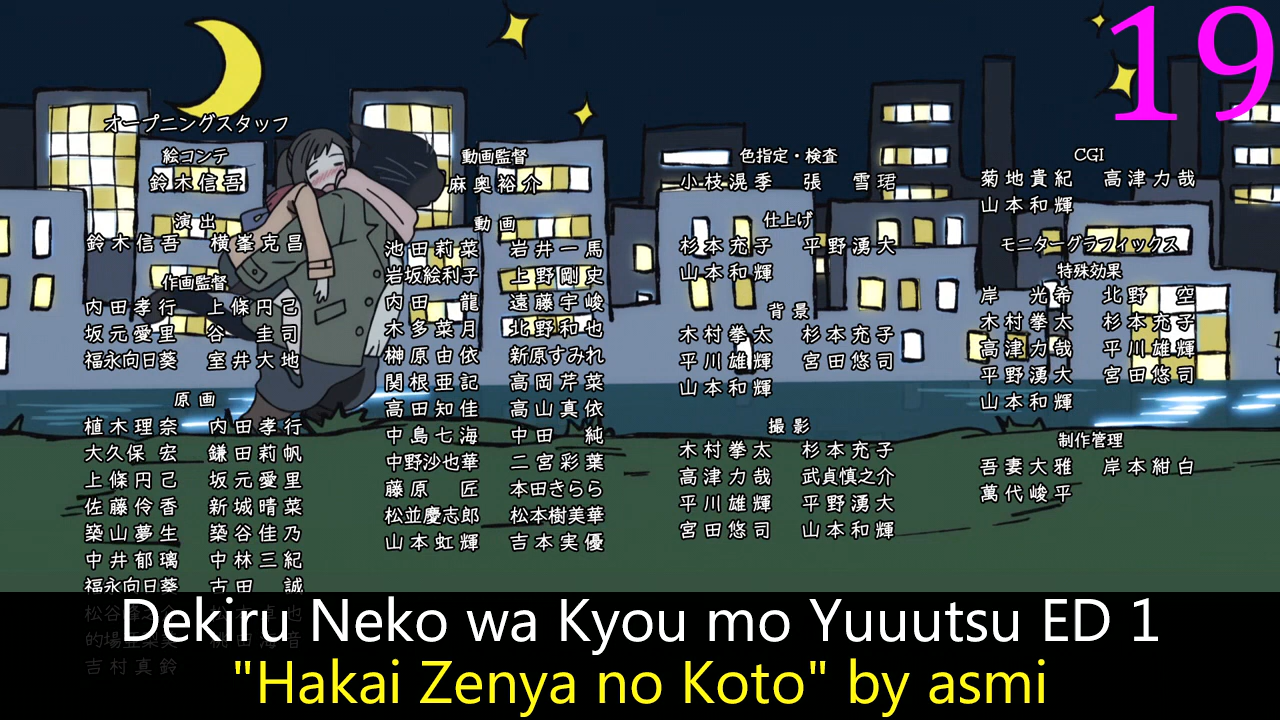 19
オープニングスタッフ
絵コンテ
鈴木信吾
演出
鈴木信吾 横峯克昌
作画監督
内田孝行 上條円己
坂元愛里 谷 圭司
福永向日葵 室井大地
原画
植木理奈 内田孝行
大久保 宏 鎌田莉帆
上條円己 坂元愛里
佐藤伶香 新城晴菜
築山夢生 築谷佳乃
中井郁璃 中林三紀
福永向日葵 古田 誠
吉村真鈴
動画監督
麻奥裕介
動画
池田莉菜 岩井一馬
岩坂絵利子 上野剛史
内田 龍 遠藤宇峻
木多菜月 北野和也
榊原由依 新原すみれ
関根亜記 高岡芹菜
高田知佳 高山真依
中島七海 中田 純
中野沙也華 二宮彩葉
藤原 匠 本田きらら
松並慶志郎 松本樹美華
山本虹輝 吉本実優
色指定・検査
小枝滉季 張 雪珺
仕上げ
杉本充子 平野湧大
山本和輝
背景
木村拳太 杉本充子
平川雄輝 宮田悠司
山本和輝
撮影
木村拳太 杉本充子
高津力哉 武貞慎之介
平川雄輝 平野湧大
宮田悠司 山本和輝
CGI
菊地貴紀 高津力哉
山本和輝
モニターグラフィックス
特殊効果
岸 光希 北野 空
木村拳太 杉本充子
高津力哉 平川雄輝
平野湧大 宮田悠司
山本和輝
制作管理
吾妻大雅 岸本紺白
萬代峻平
Dekiru Neko wa Kyou mo Yuuutsu ED 1
"Hakai Zenya no Koto" by asmi